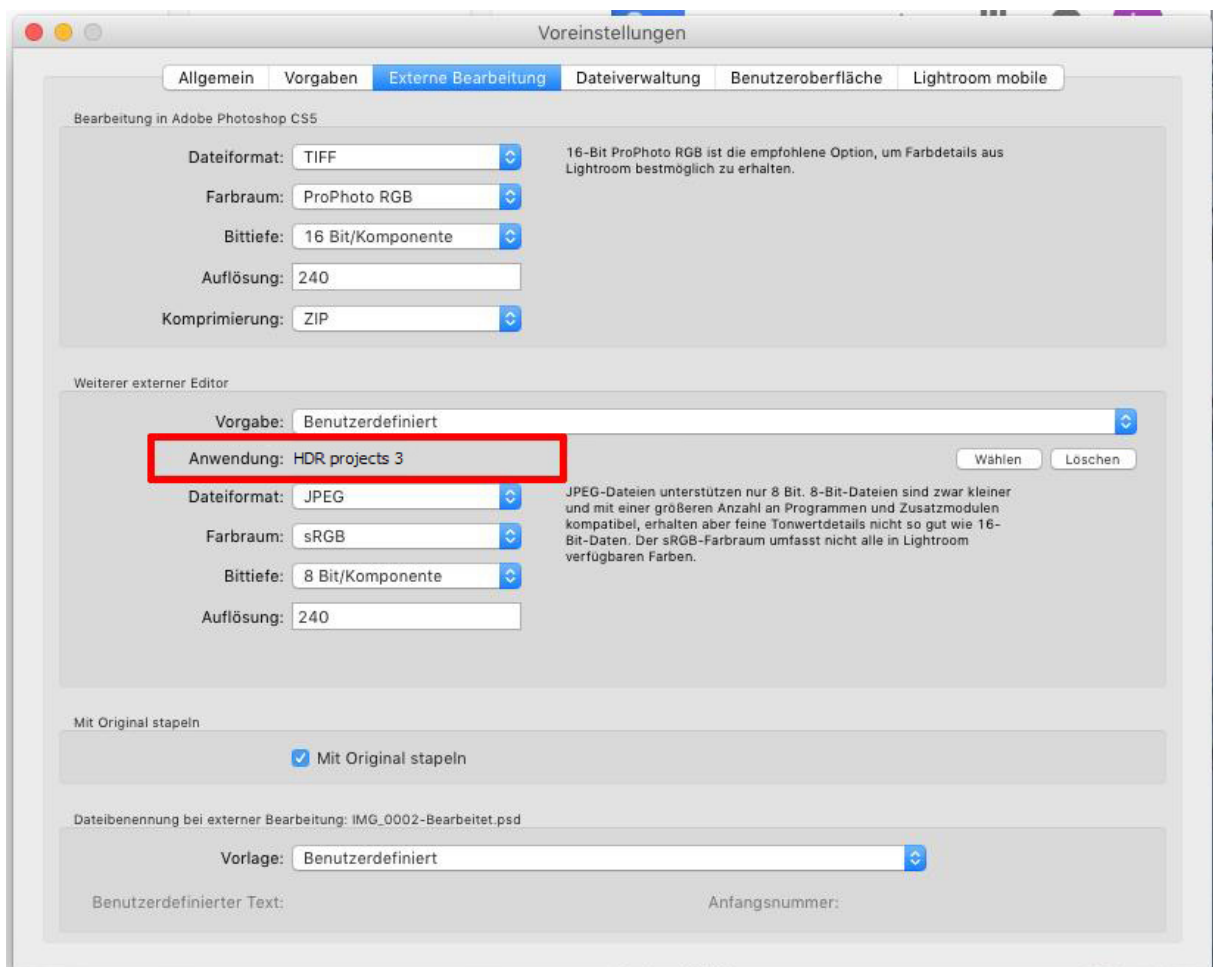 Voreinstellungen
Allgemein Vorgaben Externe Bearbeitung Dateiverwaltung Benutzeroberfläche Lightroom mobile
Bearbeitung in Adobe Photoshop CS5
Dateiformat: TIFF
16-Bit ProPhoto RGB ist die empfohlene Option, um Farbdetails aus
Lightroom bestmöglich zu erhalten.
Farbraum: ProPhoto RGB
Bittiefe: 16 Bit/Komponente
Auflösung: 240
Komprimierung: ZIP
Weiterer externer Editor
Vorgabe: Benutzerdefiniert
Anwendung: HDR projects 3
Wählen Löschen
Dateiformat: JPEG
JPEG-Dateien unterstützen nur 8 Bit. 8-Bit-Dateien sind zwar kleiner
und mit einer größeren Anzahl an Programmen und Zusatzmodulen
kompatibel, erhalten aber feine Tonwertdetails nicht so gut wie 16-
Bit-Daten. Der sRGB-Farbraum umfasst nicht alle in Lightroom
verfügbaren Farben.
Farbraum: sRGB
Bittiefe: 8 Bit/Komponente
Auflösung: 240
Mit Original stapeln
Mit Original stapeln
Dateibenennung bei externer Bearbeitung: IMG_0002-Bearbeitet.psd
Vorlage: Benutzerdefiniert
Benutzerdefinierter Text: Anfangsnummer: